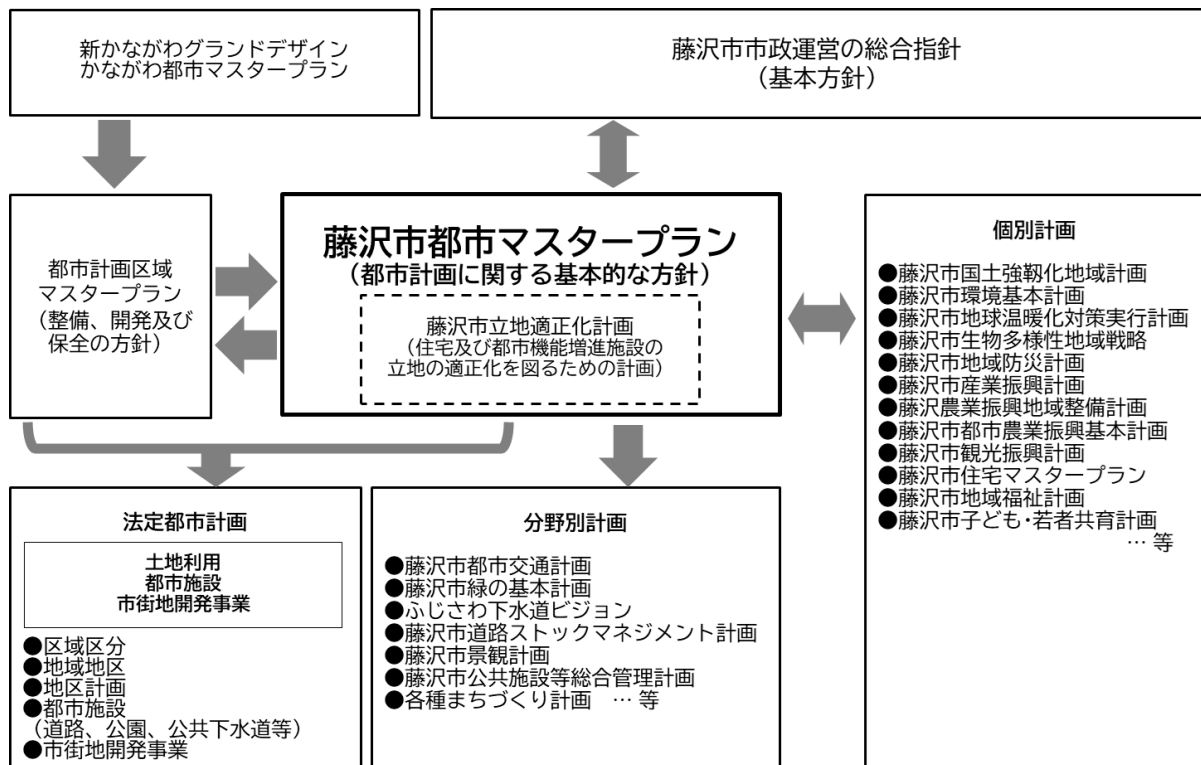 新かながわグランドデザイン
かながわ都市マスタープラン
藤沢市市政運営の総合指針
（基本方針）
都市計画区域
マスタープラン
（整備、開発及び
保全の方針）
藤沢市都市マスタープラン
（都市計画に関する基本的な方針）
藤沢市立地適正化計画
（住宅及び都市機能増進施設の
立地の適正化を図るための計画）
個別計画
●藤沢市国土強靱化地域計画
●藤沢市環境基本計画
●藤沢市地球温暖化対策実行計画
●藤沢市生物多様性地域戦略
●藤沢市地域防災計画
●藤沢市産業振興計画
●藤沢農業振興地域整備計画
●藤沢市都市農業振興基本計画
●藤沢市観光振興計画
●藤沢市住宅マスタープラン
●藤沢市地域福祉計画
●藤沢市子ども・若者共育計画
… 等
法定都市計画
土地利用
都市施設
市街地開発事業
●区域区分
●地域地区
●地区計画
●都市施設
（道路、公園、公共下水道等）
●市街地開発事業
分野別計画
●藤沢市都市交通計画
●藤沢市緑の基本計画
●ふじさわ下水道ビジョン
●藤沢市道路ストックマネジメント計画
●藤沢市景観計画
●藤沢市公共施設等総合管理計画
●各種まちづくり計画　… 等